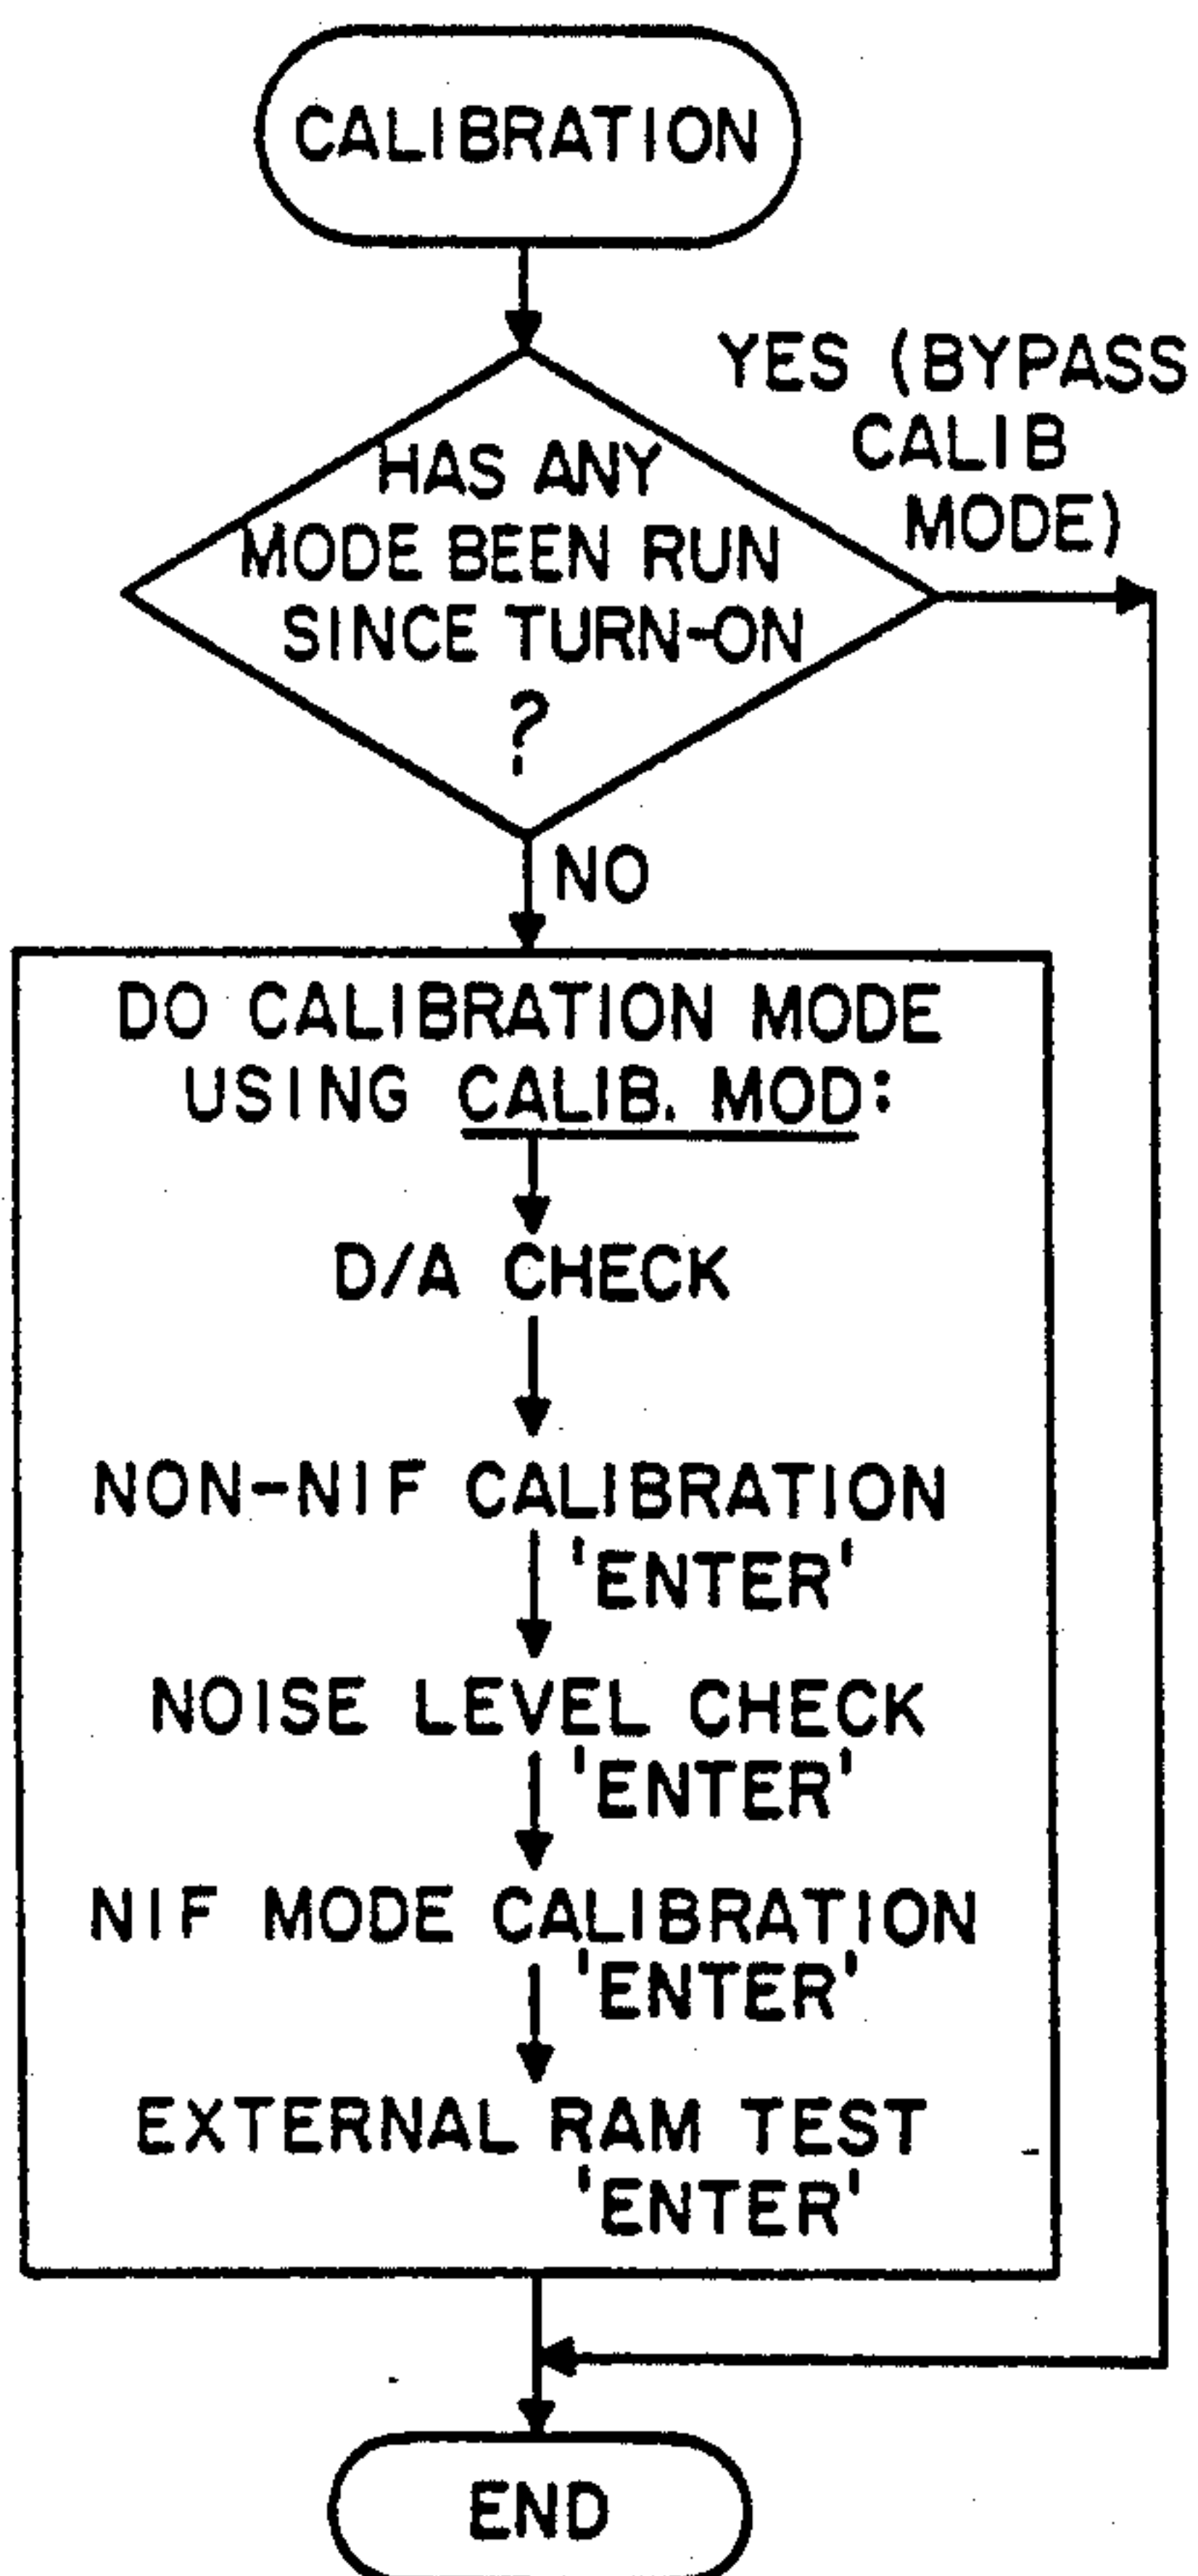 CALIBRATION
YES (BYPASS
CALIB
MODE)
HAS ANY
MODE BEEN RUN
SINCE TURN-ON
?
NO
DO CALIBRATION MODE
USING CALIB. MOD:
D/A CHECK
NON-NIF CALIBRATION
'ENTER'
NOISE LEVEL CHECK
'ENTER'
NIF MODE CALIBRATION
'ENTER'
EXTERNAL RAM TEST
'ENTER'
END